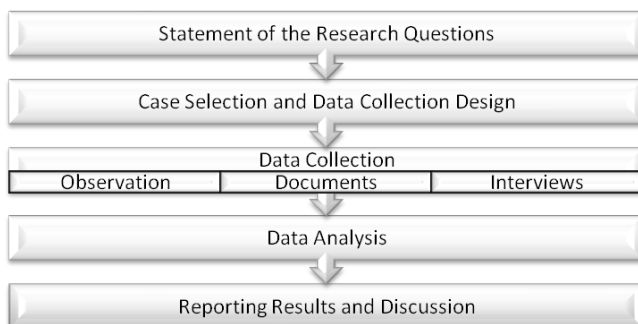 Statement of the Research Questions
Case Selection and Data Collection Design
Data Collection
Observation Documents Interviews
Data Analysis
Reporting Results and Discussion